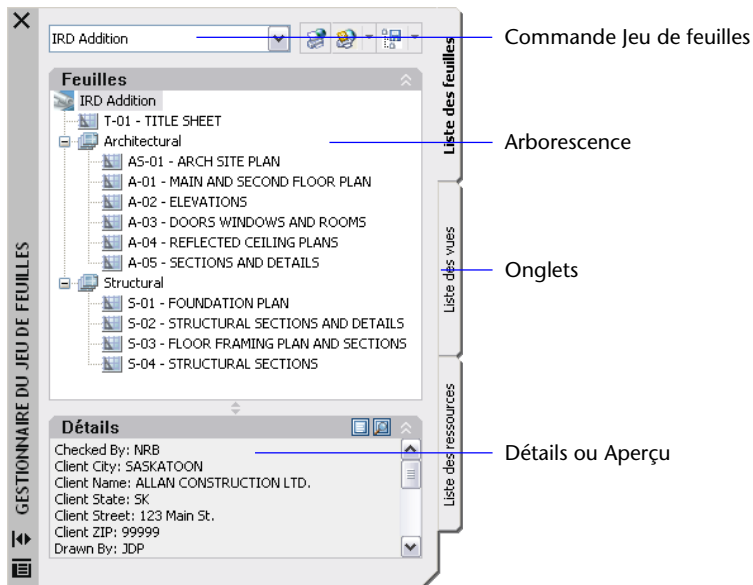 IRD Addition
Commande Jeu de feuilles
Feuilles
IRD Addition
T-01 - TITLE SHEET
Architectural
Arborescence
AS-01 - ARCH SITE PLAN
A-01 - MAIN AND SECOND FLOOR PLAN
A-02 - ELEVATIONS
A-03 - DOORS WINDOWS AND ROOMS
A-04 - REFLECTED CEILING PLANS
A-05 - SECTIONS AND DETAILS
Structural
S-01 - FOUNDATION PLAN
S-02 - STRUCTURAL SECTIONS AND DETAILS
S-03 - FLOOR FRAMING PLAN AND SECTIONS
S-04 - STRUCTURAL SECTIONS
Liste des feuilles
Liste des vues
Liste des ressources
Onglets
Détails
Checked By: NRB
Client City: SASKATOON
Client Name: ALLAN CONSTRUCTION LTD.
Client State: SK
Client Street: 123 Main St.
Client ZIP: 99999
Drawn By: JDP
Détails ou Aperçu
GESTIONNAIRE DU JEU DE FEUILLES